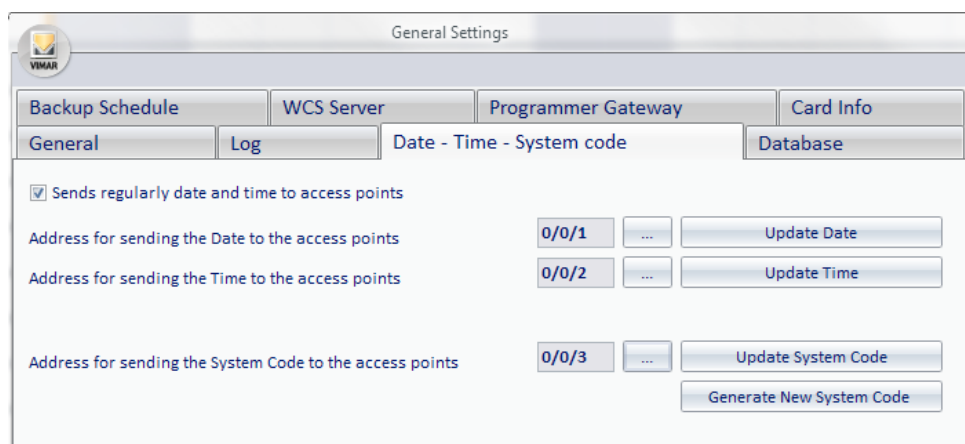 General Settings
VIMAR
Backup Schedule WCS Server Programmer Gateway Card Info
General Log Date - Time - System code Database
Sends regularly date and time to access points
Address for sending the Date to the access points 0/0/1 ... Update Date
Address for sending the Time to the access points 0/0/2 ... Update Time
Address for sending the System Code to the access points 0/0/3 ... Update System Code
Generate New System Code